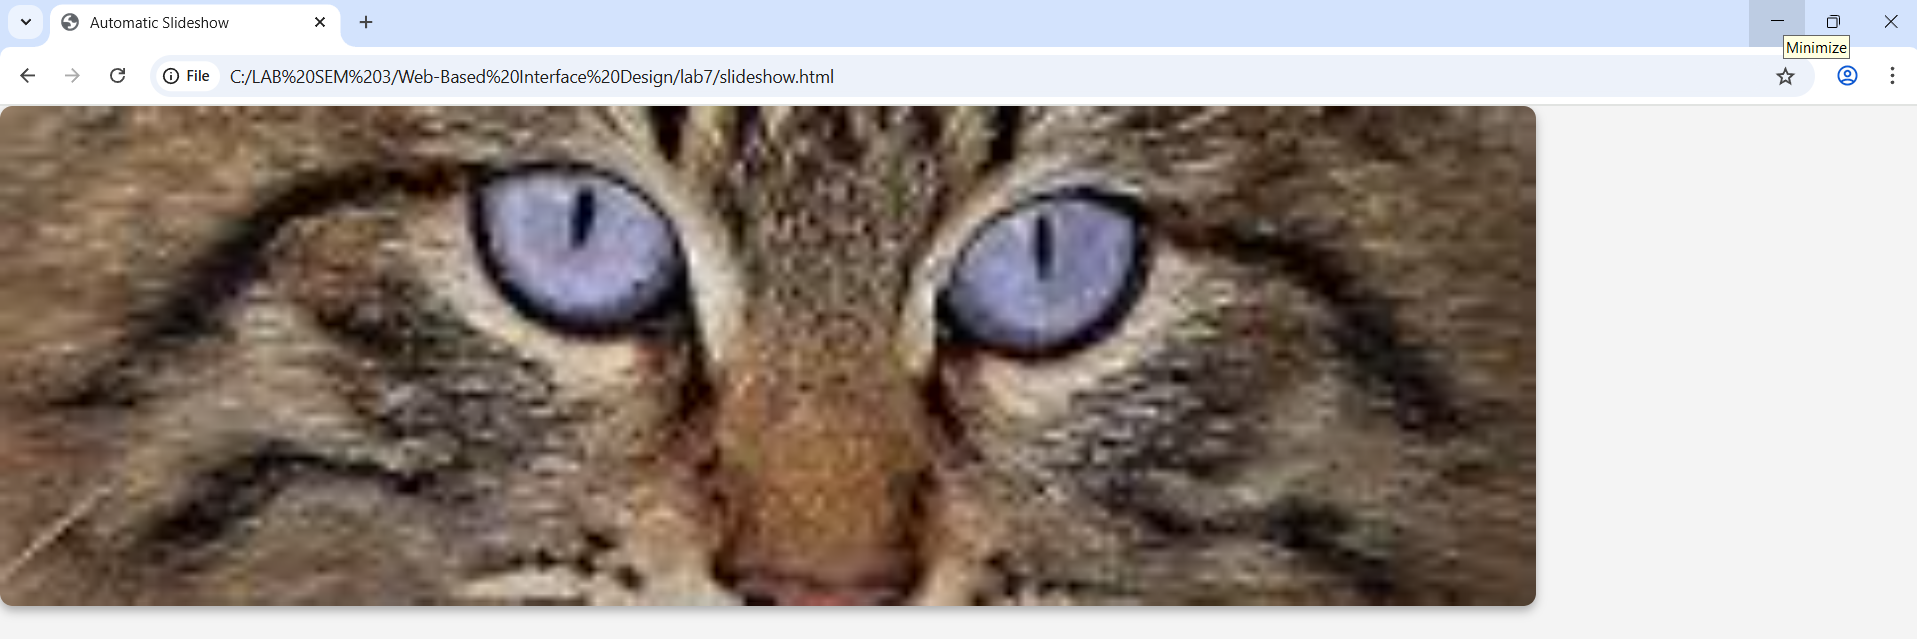 Automatic Slideshow
Minimize
File
C:/LAB%20SEM%203/Web-Based%20Interface%20Design/lab7/slideshow.html